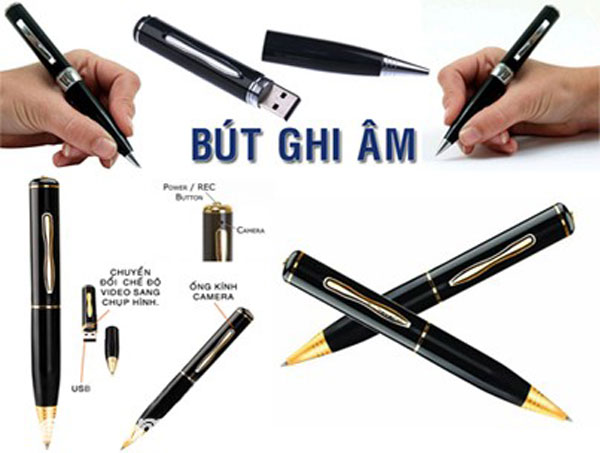 BÚT GHI ÂM
POWER / REC
BUTTON
CAMERA
CHUYỂN
ĐỔI CHẾ ĐỘ
VIDEO SANG
CHỤP HÌNH.
ỐNG KÍNH
CAMERA
USB